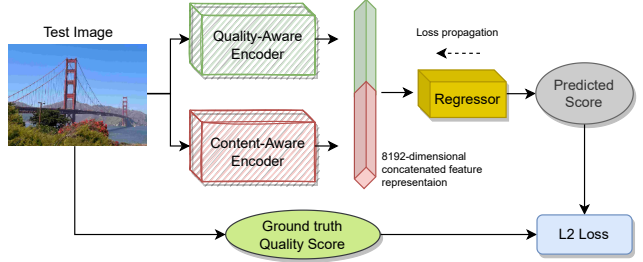 Test Image
Quality-Aware
Encoder
Content-Aware
Encoder
8192-dimensional
concatenated feature
representaion
Loss propagation
Regressor
Predicted
Score
Ground truth
Quality Score
L2 Loss